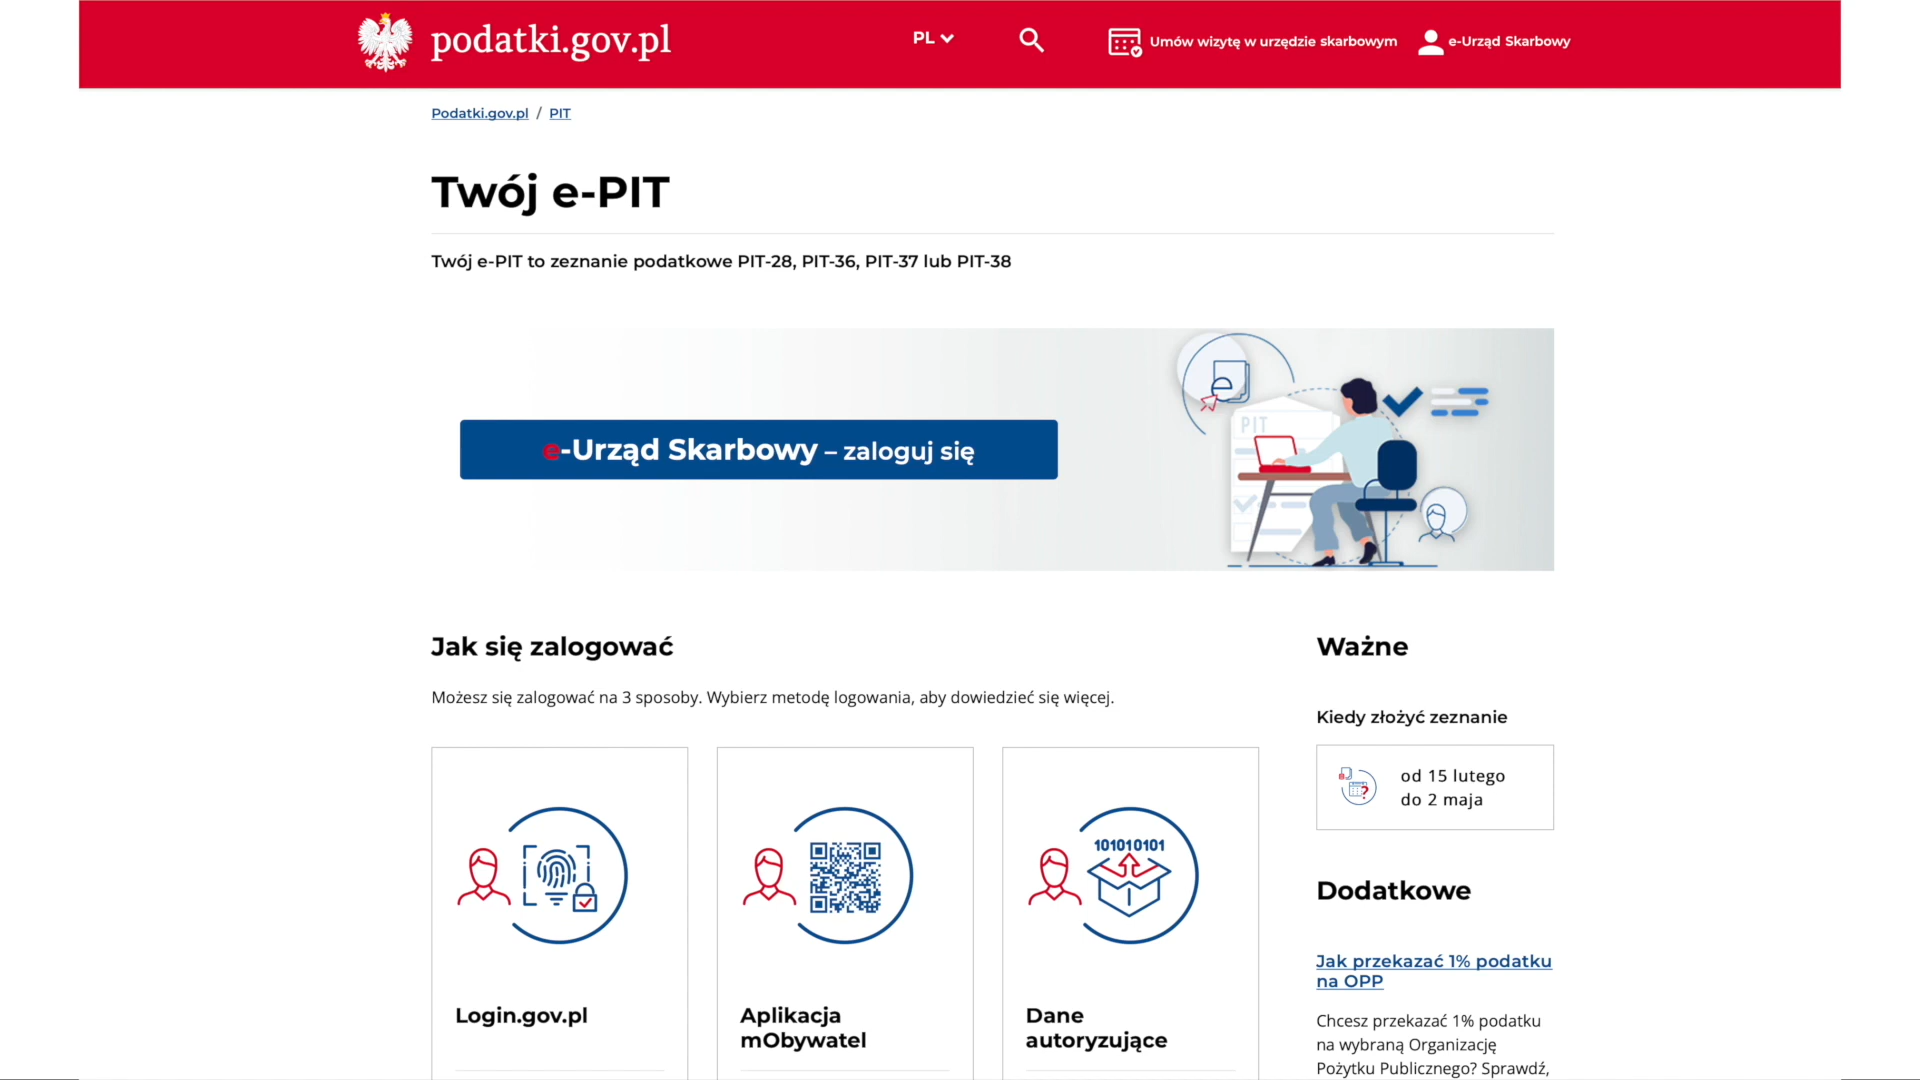 podatki.gov.pl
PL
Umów wizytę w urzędzie skarbowym
e-Urząd Skarbowy
Podatki.gov.pl / PIT
Twój e-PIT
Twój e-PIT to zeznanie podatkowe PIT-28, PIT-36, PIT-37 lub PIT-38
e-Urząd Skarbowy – zaloguj się
PIT
Jak się zalogować
Możesz się zalogować na 3 sposoby. Wybierz metodę logowania, aby dowiedzieć się więcej.
Login.gov.pl
Aplikacja
mObywatel
101010101
Dane
autoryzujące
Ważne
Kiedy złożyć zeznanie
od 15 lutego
do 2 maja
Dodatkowe
Jak przekazać 1% podatku
na OPP
Chcesz przekazać 1% podatku
na wybraną Organizację
Pożytku Publicznego? Sprawdź,